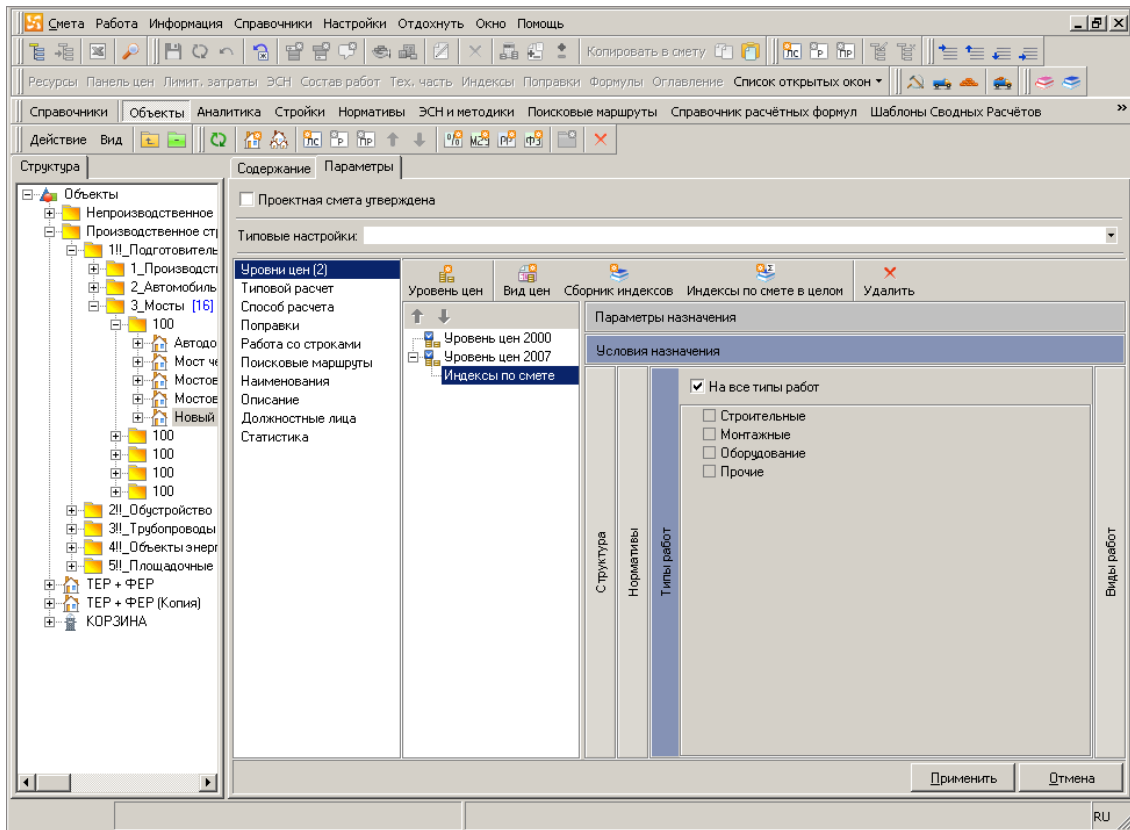 Смета Работа Информация Справочники Настройки Отдохнуть Окно Помощь
Копировать в смету
Ресурсы Панель цен Лимит. затраты ЭСН Состав работ Тех. часть Индексы Поправки Формулы Оглавление Список открытых окон
Справочники Объекты Аналитика Стройки Нормативы ЭСН и методики Поисковые маршруты Справочник расчётных формул Шаблоны Сводных Расчётов »
Действие Вид
Структура
Содержание Параметры
Объекты
Непроизводственное
Производственное стр
1!!_Подготовитель
1_Производст
2_Автомобиль
3_Мосты [16]
100
Автодо
Мост че
Мостов
Мостов
Новый
100
100
100
100
2!!_Обустройство
3!!_Трубопроводы
4!!_Объекты энерг
5!!_Площадочные
ТЕР + ФЕР
ТЕР + ФЕР (Копия)
КОРЗИНА
Проектная смета утверждена
Типовые настройки:
Уровни цен (2)
Типовой расчет
Способ расчета
Поправки
Работа со строками
Поисковые маршруты
Наименования
Описание
Должностные лица
Статистика
Уровень цен Вид цен Сборник индексов Индексы по смете в целом Удалить
Уровень цен 2000
Уровень цен 2007
Индексы по смете
Параметры назначения
Условия назначения
Структура
Нормативы
Типы работ
На все типы работ
Строительные
Монтажные
Оборудование
Прочие
Виды работ
Применить Отмена
RU